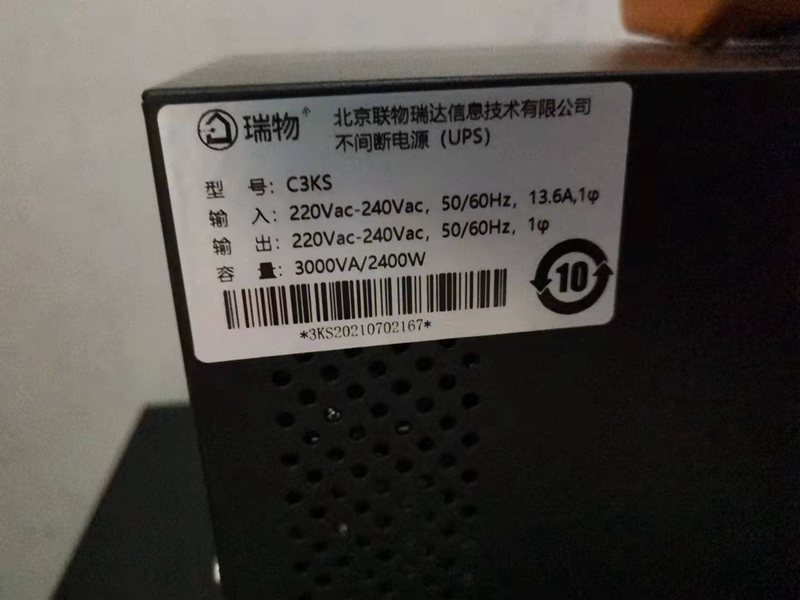 瑞物®
北京联物瑞达信息技术有限公司
不间断电源（UPS）
型 号：C3KS
输 入：220Vac-240Vac，50/60Hz，13.6A,1φ
输 出：220Vac-240Vac，50/60Hz，1φ
容 量：3000VA/2400W
10
*3KS20210702167*